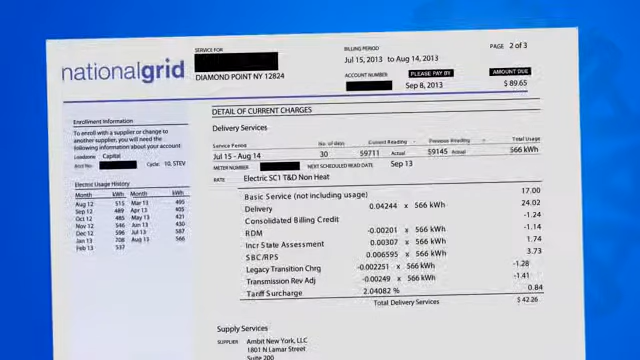 nationalgrid
SERVICE FOR
DIAMOND POINT NY 12824
BILLING PERIOD
Jul 15, 2013 to Aug 14, 2013
PAGE 2 of 3
ACCOUNT NUMBER
PLEASE PAY BY
Sep 8, 2013
AMOUNT DUE
$ 89.65
Enrollment Information
To enroll with a supplier or change to
another supplier, you will need the
following information about your account
Loadzone Capital
Acct No: Cycle: 10, STEV
Electric Usage History
Month kWh Month kWh
Aug 12 515 Mar 13 495
Sep 12 489 Apr 13 405
Oct 12 485 May 13 421
Nov 12 546 Jun 13 430
Dec 12 596 Jul 13 587
Jan 13 708 Aug 13 566
Feb 13 537
DETAIL OF CURRENT CHARGES
Delivery Services
Service Period No. of days Current Reading - Previous Reading = Total Usage
Jul 15 - Aug 14 30 59711 Actual 59145 Actual 566 kWh
METER NUMBER NEXT SCHEDULED READ DATE Sep 13
RATE Electric SC1 T&D Non Heat
Basic Service (not including usage) 17.00
Delivery 0.04244 x 566 kWh 24.02
Consolidated Billing Credit -1.24
RDM -0.00201 x 566 kWh -1.14
Incr State Assessment 0.00307 x 566 kWh 1.74
SBC/RPS 0.006595 x 566 kWh 3.73
Legacy Transition Chrg -0.002251 x 566 kWh -1.28
Transmission Rev Adj -0.00249 x 566 kWh -1.41
Tariff Surcharge 2.04082 % 0.84
Total Delivery Services $ 42.26
Supply Services
SUPPLIER Ambit New York, LLC
1801 N Lamar Street
Suite 200